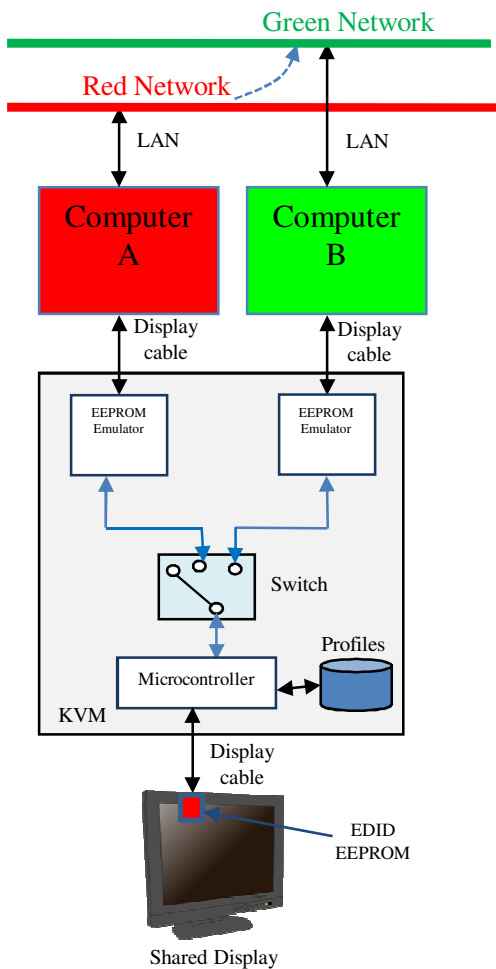 Green Network
Red Network
LAN
LAN
Computer
A
Computer
B
Display
cable
Display
cable
EEPROM
Emulator
EEPROM
Emulator
Switch
Profiles
Microcontroller
KVM
Display
cable
EDID
EEPROM
Shared Display